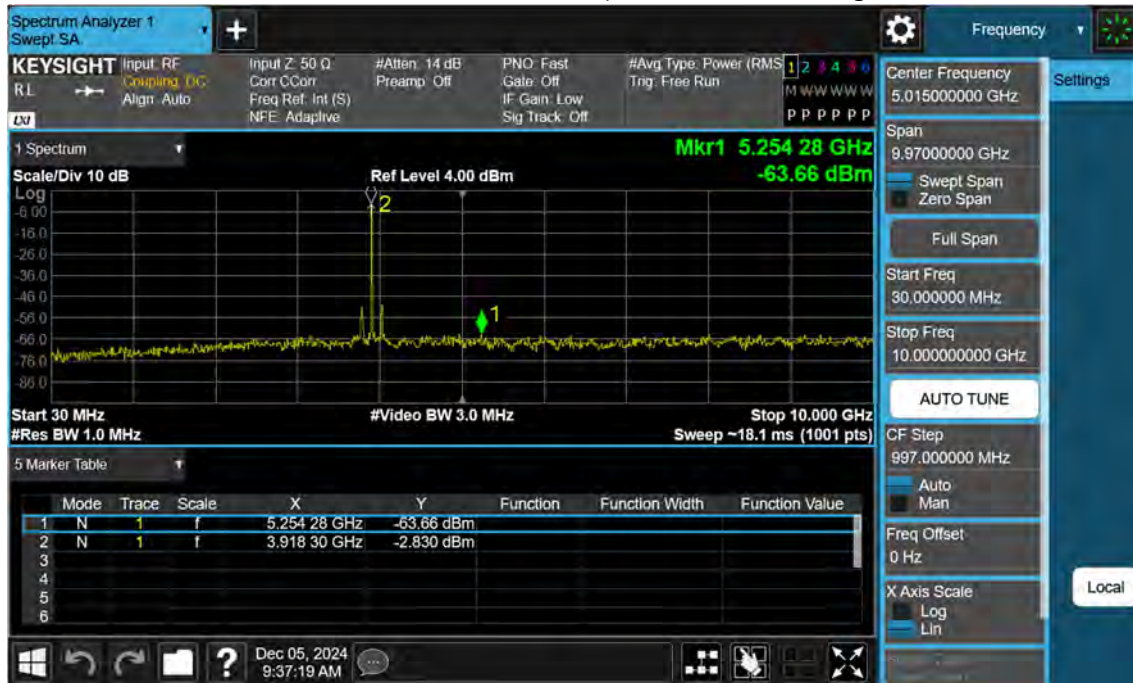 Spectrum Analyzer 1
Swept SA
+
Frequency
KEYSIGHT
RL
LXI
Input: RF
Coupling: DC
Align: Auto
Input Z: 50 Ω
Corr CCorr
Freq Ref: Int (S)
NFE: Adaptive
#Atten: 14 dB
Preamp: Off
PNO: Fast
Gate: Off
IF Gain: Low
Sig Track: Off
#Avg Type: Power (RMS
Trig: Free Run
1 2 3 4 5 6
M W W W W W
P P P P P P
1 Spectrum
Mkr1 5.254 28 GHz
-63.66 dBm
Scale/Div 10 dB
Ref Level 4.00 dBm
Log
-6.00
-16.0
-26.0
-36.0
-46.0
-56.0
-66.0
-76.0
-86.0
2
1
Start 30 MHz
#Res BW 1.0 MHz
#Video BW 3.0 MHz
Stop 10.000 GHz
Sweep ~18.1 ms (1001 pts)
5 Marker Table
Mode Trace Scale X Y Function Function Width Function Value
1 N 1 f 5.254 28 GHz -63.66 dBm
2 N 1 f 3.918 30 GHz -2.830 dBm
3
4
5
6
Dec 05, 2024
9:37:19 AM
?
Center Frequency
5.015000000 GHz
Settings
Span
9.97000000 GHz
Swept Span
Zero Span
Full Span
Start Freq
30.000000 MHz
Stop Freq
10.000000000 GHz
AUTO TUNE
CF Step
997.000000 MHz
Auto
Man
Freq Offset
0 Hz
X Axis Scale
Log
Lin
Local